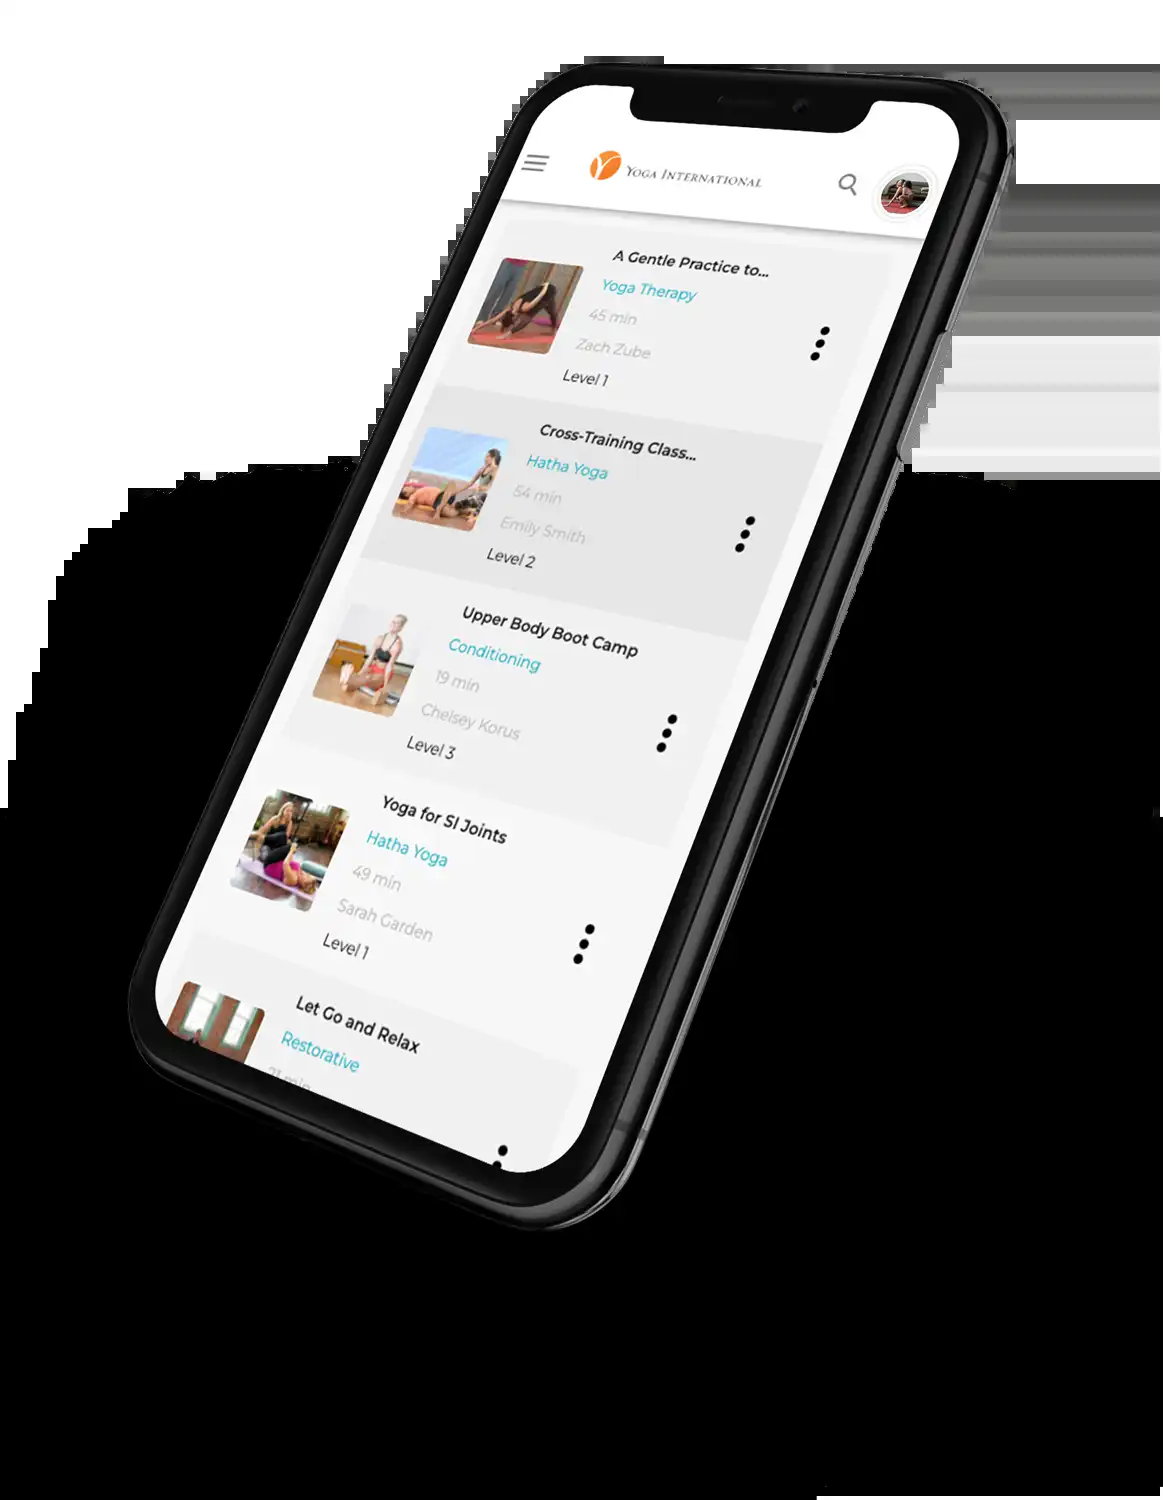 YOGA INTERNATIONAL
A Gentle Practice to...
Yoga Therapy
45 min
Zach Zube
Level 1
Cross-Training Class...
Hatha Yoga
54 min
Emily Smith
Level 2
Upper Body Boot Camp
Conditioning
19 min
Chelsey Korus
Level 3
Yoga for SI Joints
Hatha Yoga
49 min
Sarah Garden
Level 1
Let Go and Relax
Restorative
21 min